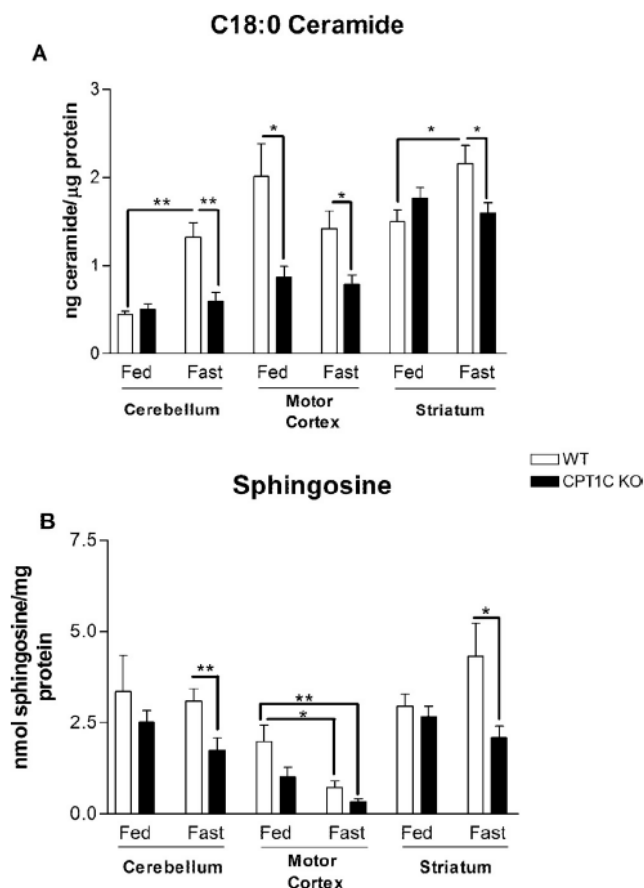 C18:0 Ceramide
A
ng ceramide/µg protein
3
2
1
0
** ** * * * *
Fed Fast Fed Fast Fed Fast
Cerebellum Motor Cortex Striatum
WT
CPT1C KO
Sphingosine
B
nmol sphingosine/mg
protein
7.5
5.0
2.5
0.0
** ** * *
Fed Fast Fed Fast Fed Fast
Cerebellum Motor Cortex Striatum